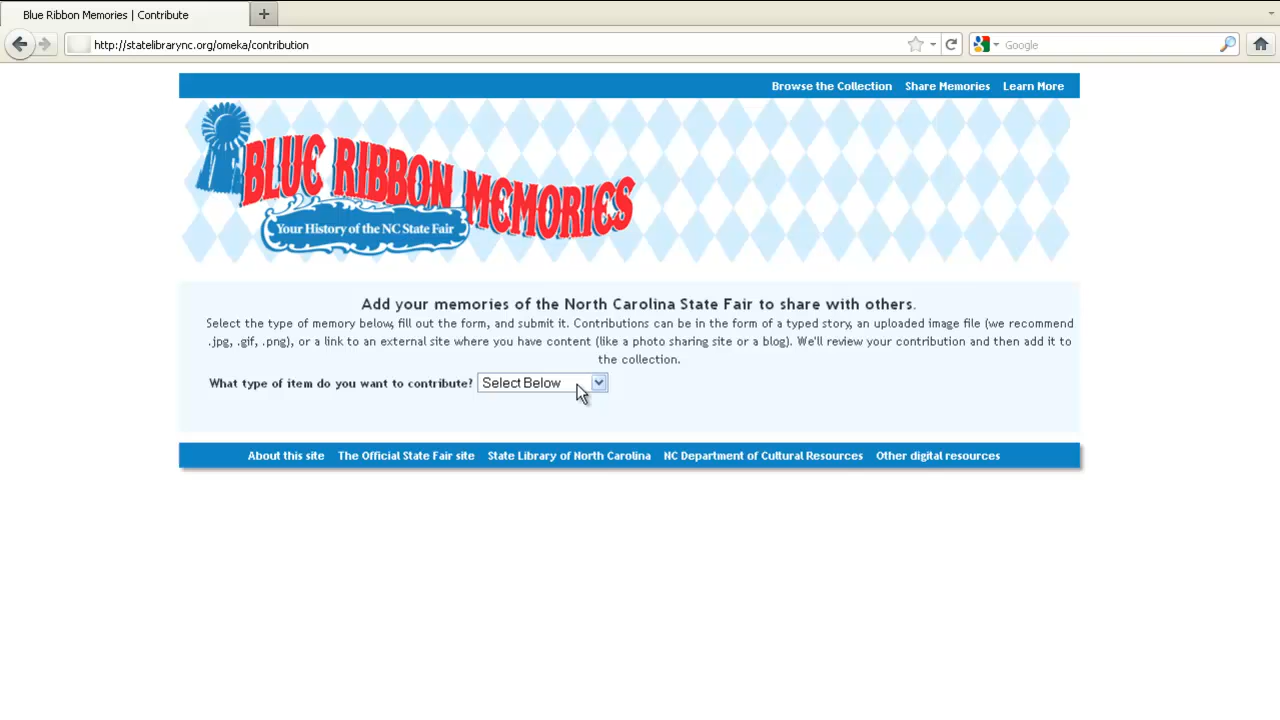 Blue Ribbon Memories | Contribute
http://statelibrarync.org/omeka/contribution
Google
Browse the Collection Share Memories Learn More
BLUE RIBBON MEMORIES
Your History of the NC State Fair
Add your memories of the North Carolina State Fair to share with others.
Select the type of memory below, fill out the form, and submit it. Contributions can be in the form of a typed story, an uploaded image file (we recommend
.jpg, .gif, .png), or a link to an external site where you have content (like a photo sharing site or a blog). We'll review your contribution and then add it to
the collection.
What type of item do you want to contribute? Select Below
About this site The Official State Fair site State Library of North Carolina NC Department of Cultural Resources Other digital resources